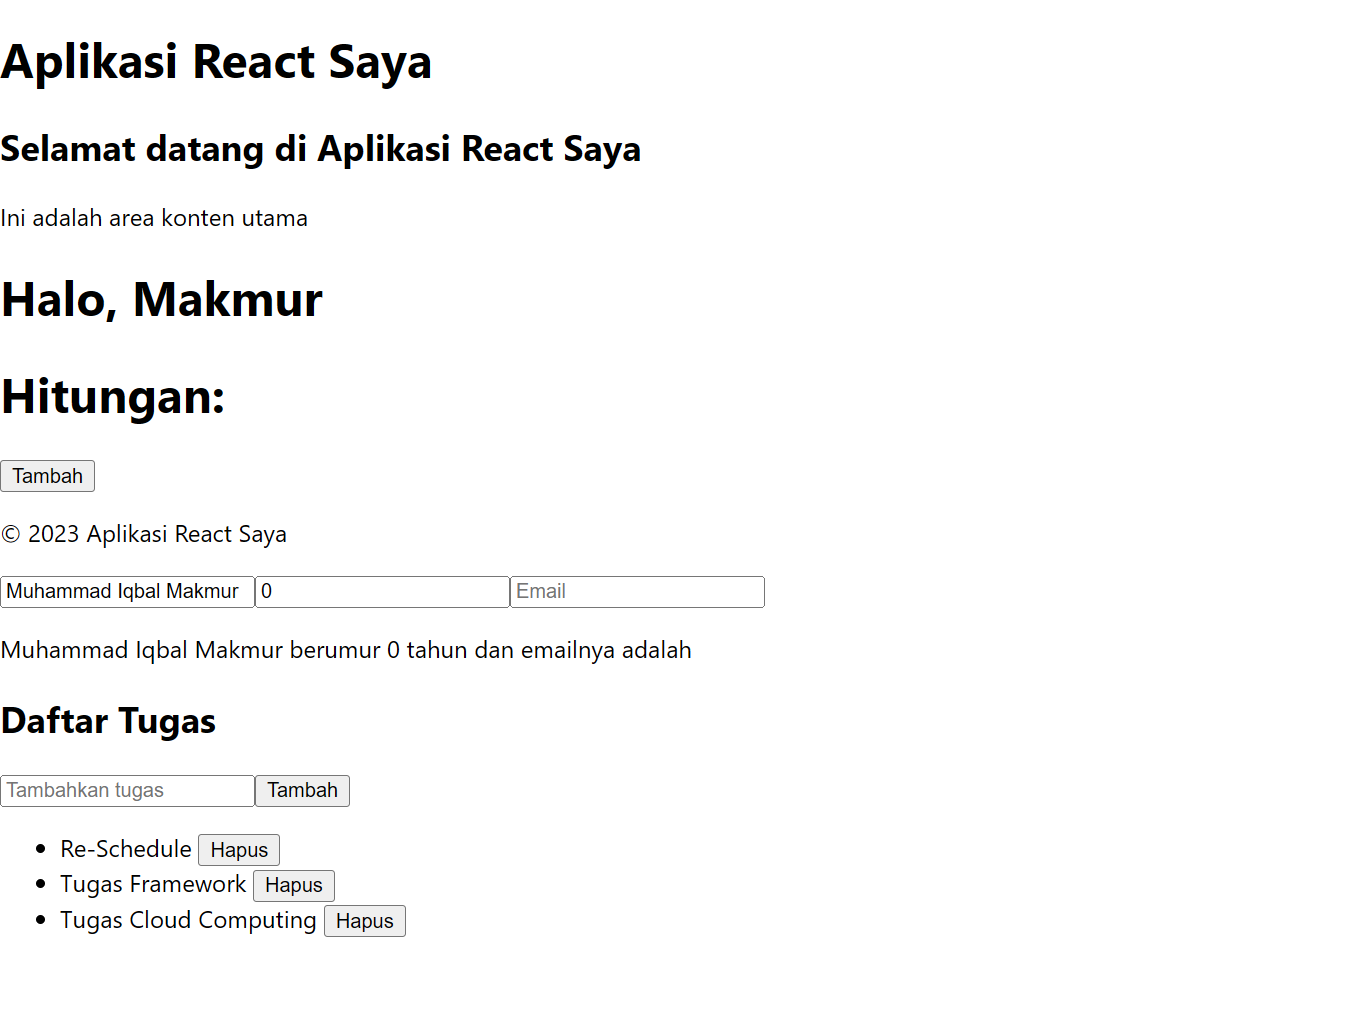 Aplikasi React Saya
Selamat datang di Aplikasi React Saya
Ini adalah area konten utama
Halo, Makmur
Hitungan:
Tambah
© 2023 Aplikasi React Saya
Muhammad Iqbal Makmur 0 Email
Muhammad Iqbal Makmur berumur 0 tahun dan emailnya adalah
Daftar Tugas
Tambahkan tugas Tambah
Re-Schedule Hapus
Tugas Framework Hapus
Tugas Cloud Computing Hapus